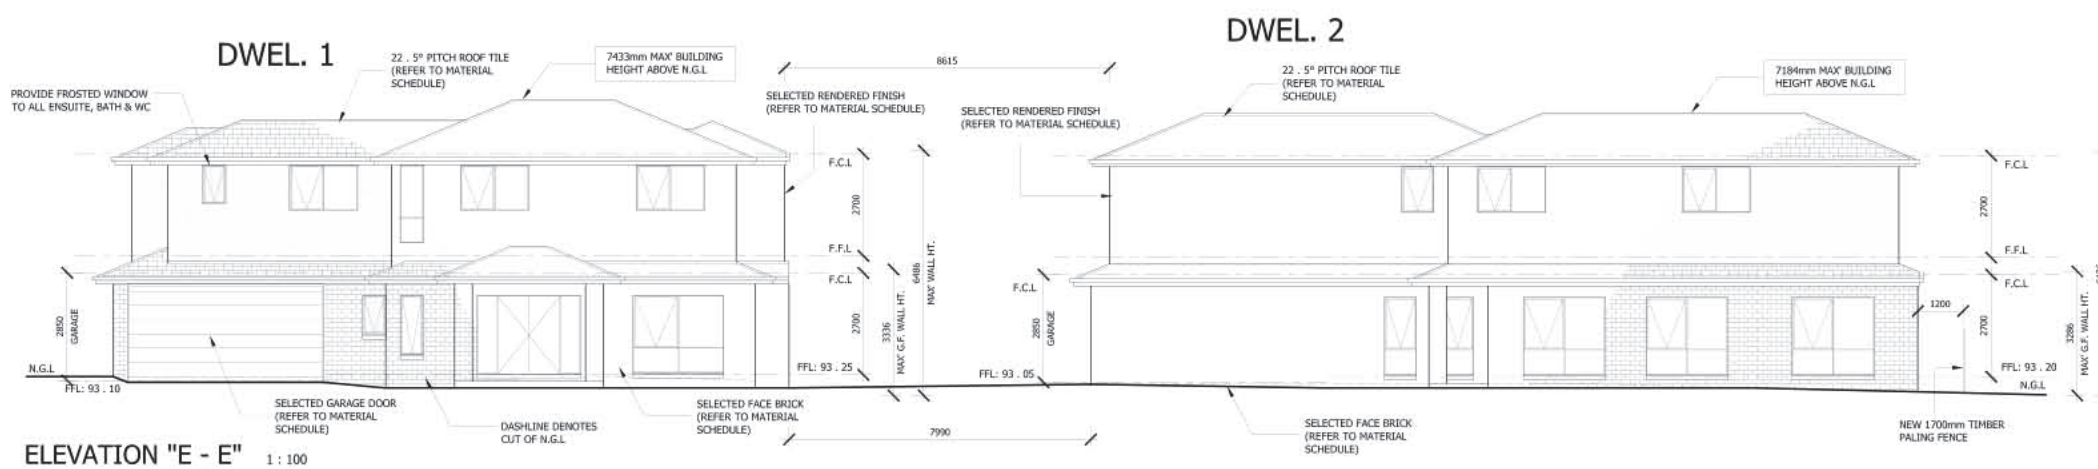 DWEL. 1
22 . 5° PITCH ROOF TILE
(REFER TO MATERIAL
SCHEDULE)
7433mm MAX' BUILDING
HEIGHT ABOVE N.G.L
PROVIDE FROSTED WINDOW
TO ALL ENSUITE, BATH & WC
SELECTED RENDERED FINISH
(REFER TO MATERIAL SCHEDULE)
8615
F.C.L
2700
F.F.L
F.C.L
6486
MAX' WALL HT.
2850
GARAGE
2700
3336
MAX' G.F. WALL HT.
N.G.L
FFL: 93 . 10
FFL: 93 . 25
SELECTED GARAGE DOOR
(REFER TO MATERIAL
SCHEDULE)
DASHLINE DENOTES
CUT OF N.G.L
SELECTED FACE BRICK
(REFER TO MATERIAL
SCHEDULE)
7990
DWEL. 2
22 . 5° PITCH ROOF TILE
(REFER TO MATERIAL
SCHEDULE)
7184mm MAX' BUILDING
HEIGHT ABOVE N.G.L
SELECTED RENDERED FINISH
(REFER TO MATERIAL SCHEDULE)
F.C.L
2700
F.F.L
F.C.L
F.C.L
2850
GARAGE
1200
2700
3286
MAX' G.F. WALL HT.
FFL: 93 . 05
FFL: 93 . 20
N.G.L
SELECTED FACE BRICK
(REFER TO MATERIAL
SCHEDULE)
NEW 1700mm TIMBER
PALING FENCE
ELEVATION "E - E" 1 : 100